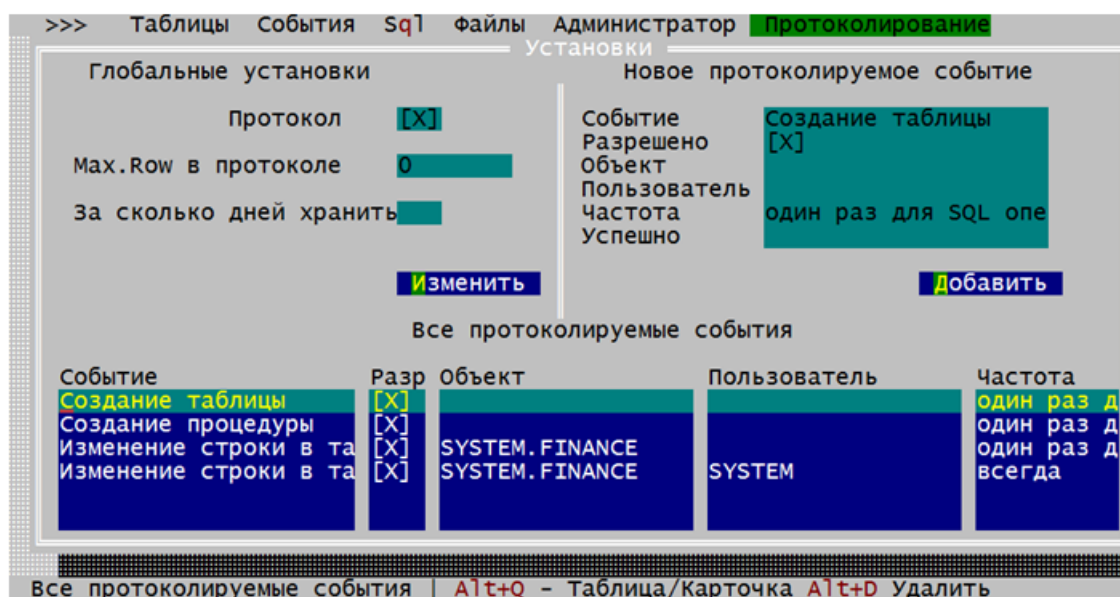 >>> Таблицы События Sql Файлы Администратор Протоколирование
Установки
Глобальные установки
Новое протоколируемое событие
Протокол [X]
Max.Row в протоколе 0
За сколько дней хранить
Изменить
Событие Создание таблицы
Разрешено [X]
Объект
Пользователь
Частота один раз для SQL опе
Успешно
Добавить
Все протоколируемые события
Событие Разр Объект Пользователь Частота
Создание таблицы [X] один раз д
Создание процедуры [X] один раз д
Изменение строки в та [X] SYSTEM.FINANCE один раз д
Изменение строки в та [X] SYSTEM.FINANCE SYSTEM всегда
Все протоколируемые события | Alt+Q – Таблица/Карточка Alt+D Удалить